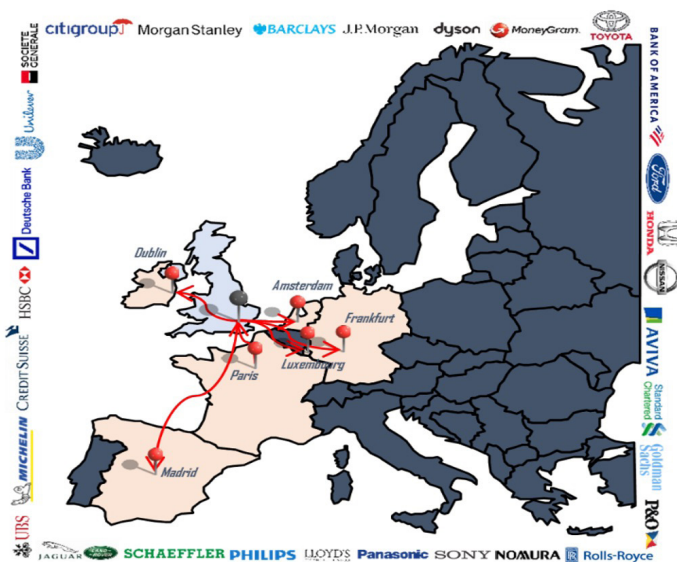 citigroup Morgan Stanley BARCLAYS J.P.Morgan dyson MoneyGram TOYOTA
SOCIETE
GENERALE
Unilever
Deutsche Bank
HSBC
CREDIT SUISSE
MICHELIN
UBS
BANK OF AMERICA
Ford
HONDA
NISSAN
AVIVA
Standard
Chartered
Goldman
Sachs
P&O
Dublin
Amsterdam
Frankfurt
Luxembourg
Paris
Madrid
JAGUAR LAND ROVER SCHAEFFLER PHILIPS LLOYD'S Panasonic SONY NOMURA Rolls-Royce